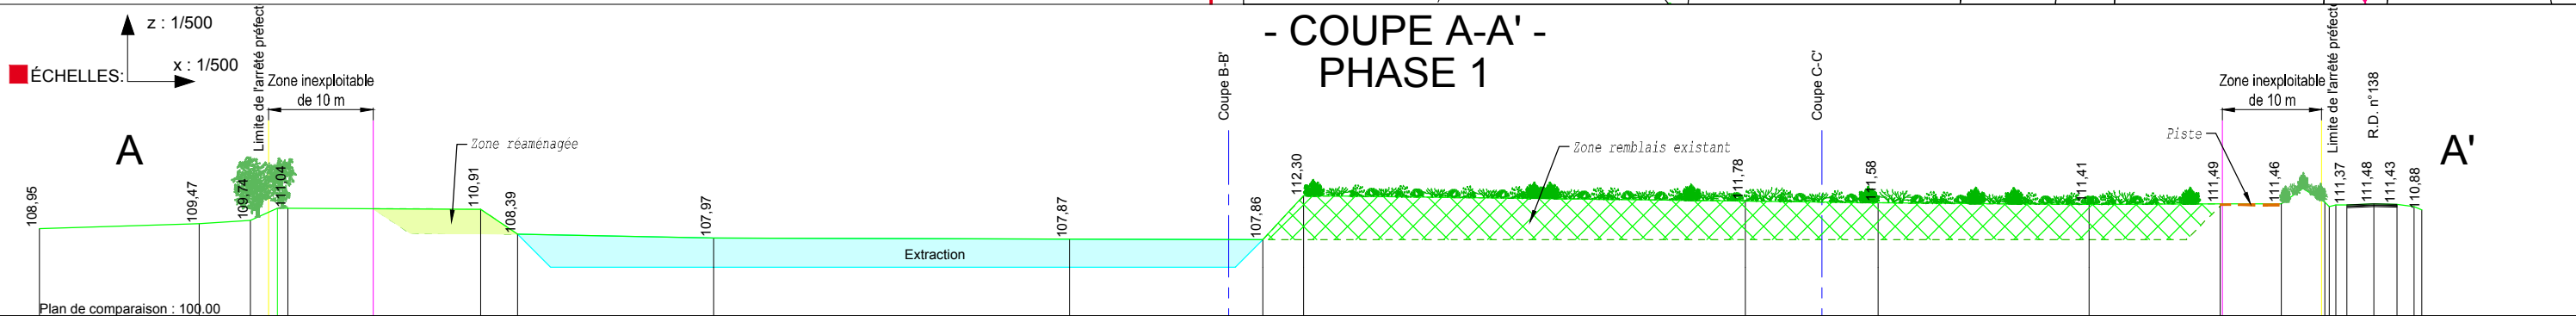 - COUPE A-A' -
PHASE 1
z : 1/500
x : 1/500
ÉCHELLES:
A
A'
Limite de l'arrêté préfect
Zone inexploitable
de 10 m
Zone réaménagée
Coupe B-B'
Zone remblais existant
Coupe C-C'
Piste
Zone inexploitable
de 10 m
Limite de l'arrêté préfect
R.D. n°138
108,95
109,47
109,74
111,04
110,91
108,39
107,97
107,87
107,86
112,30
111,78
111,58
111,41
111,49
111,46
111,37
111,48
111,43
110,88
Extraction
Plan de comparaison : 100.00